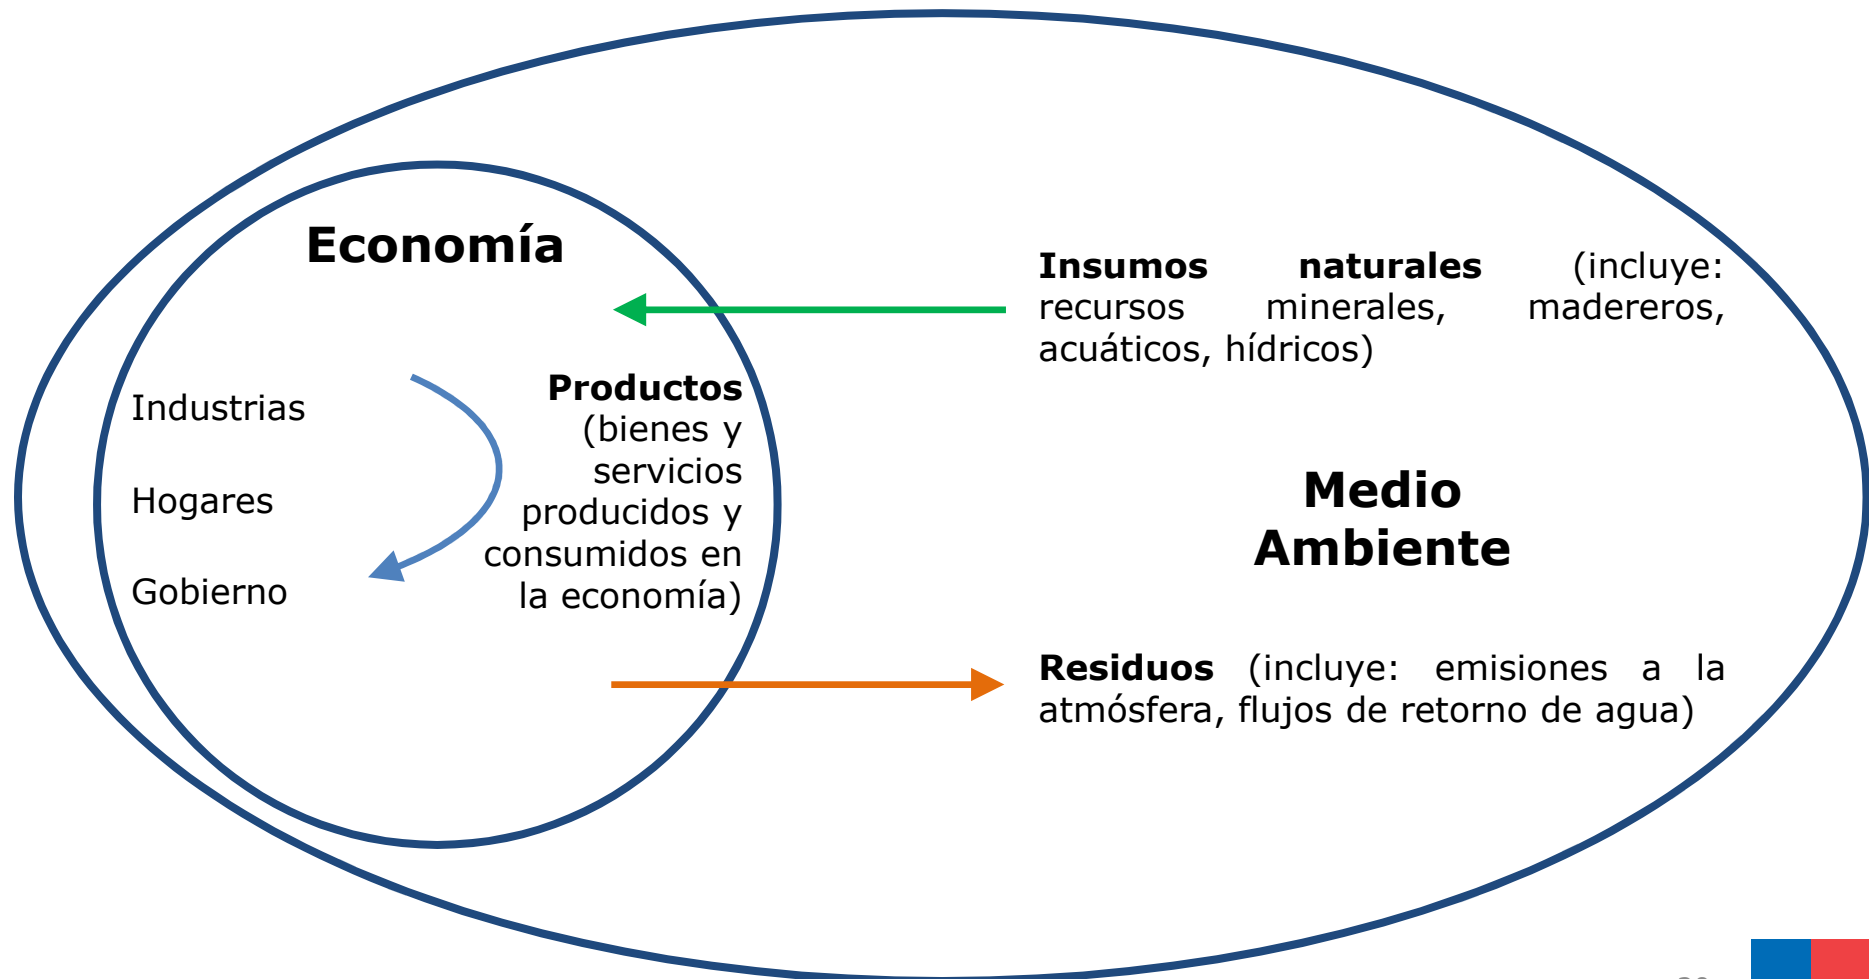 Economía
Insumos naturales (incluye:
recursos minerales, madereros,
acuáticos, hídricos)
Industrias
Hogares
Gobierno
Productos
(bienes y
servicios
producidos y
consumidos en
la economía)
Medio
Ambiente
Residuos (incluye: emisiones a la
atmósfera, flujos de retorno de agua)